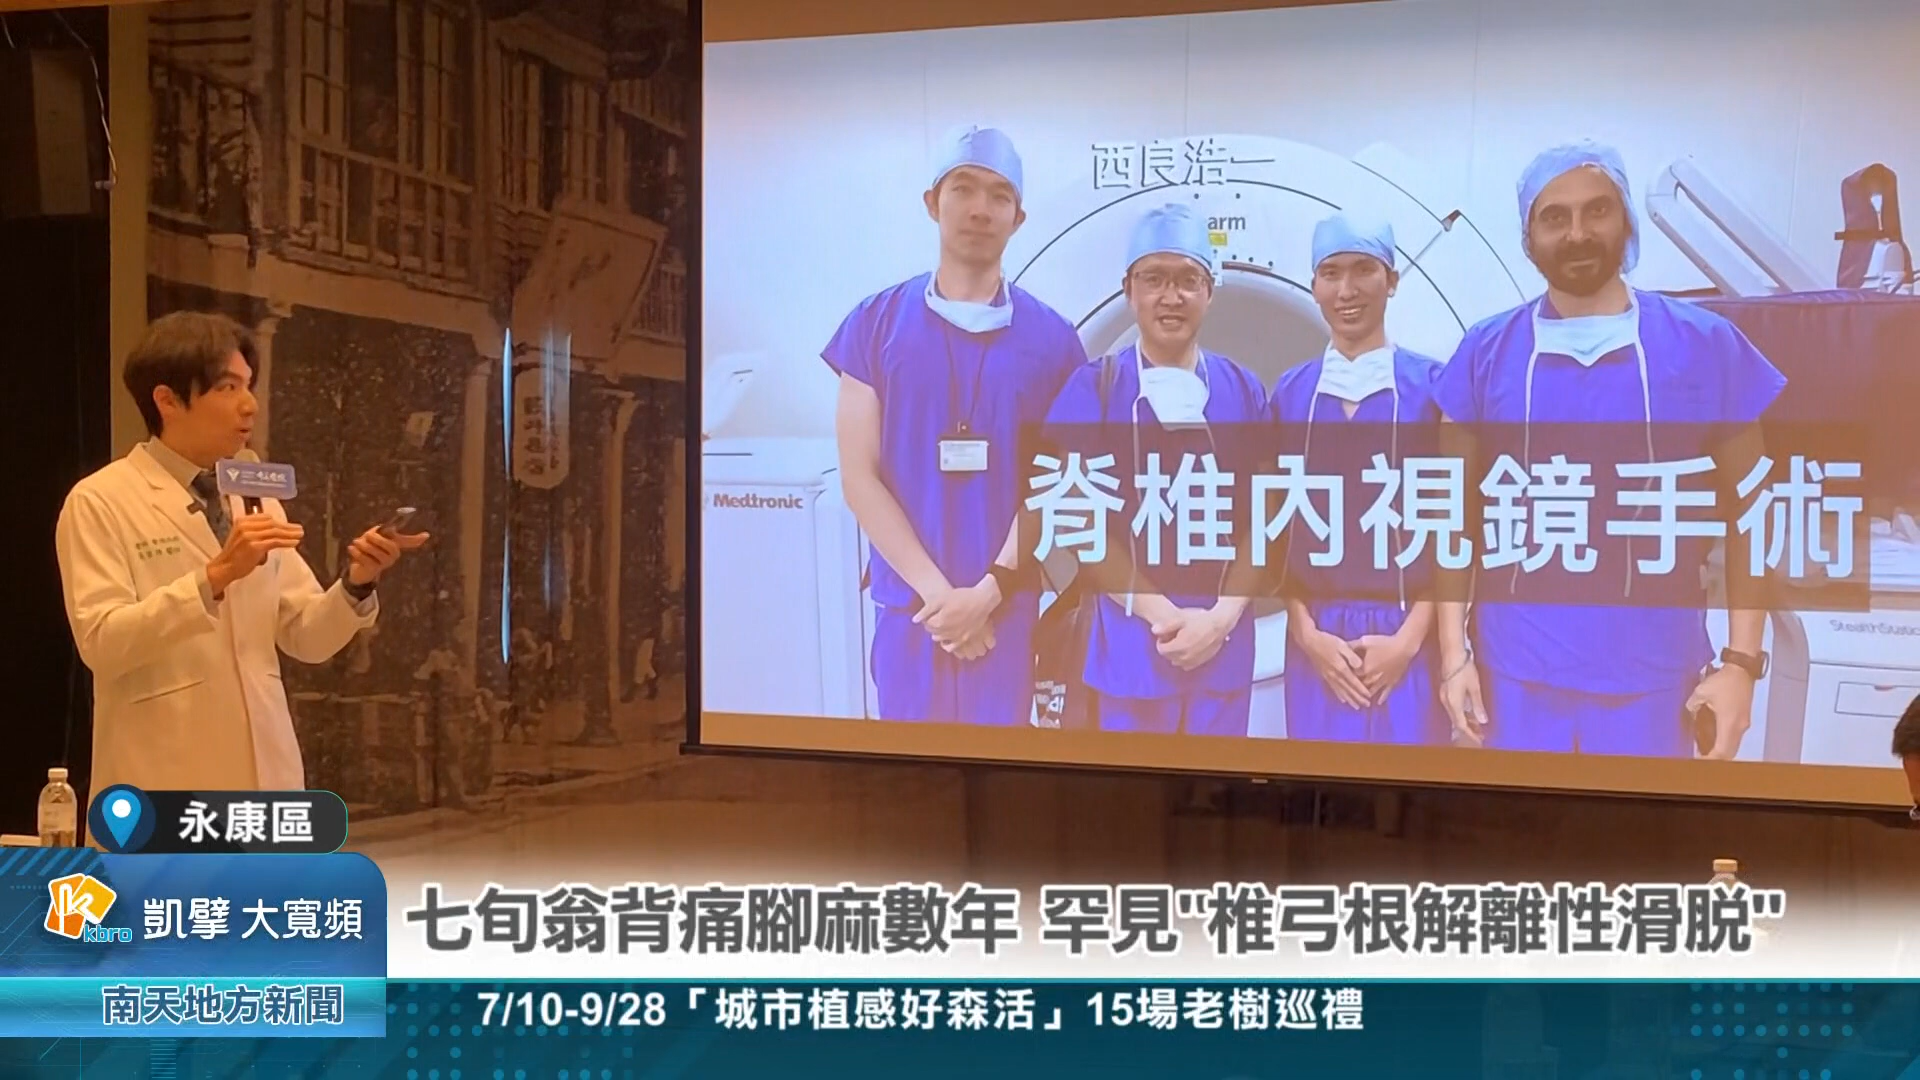 西良浩一
arm
脊椎內視鏡手術
Medtronic
永康區
kbro
凱擘大寬頻
七旬翁背痛腳麻數年 罕見"椎弓根解離性滑脫"
南天地方新聞
7/10-9/28「城市植感好森活」15場老樹巡禮